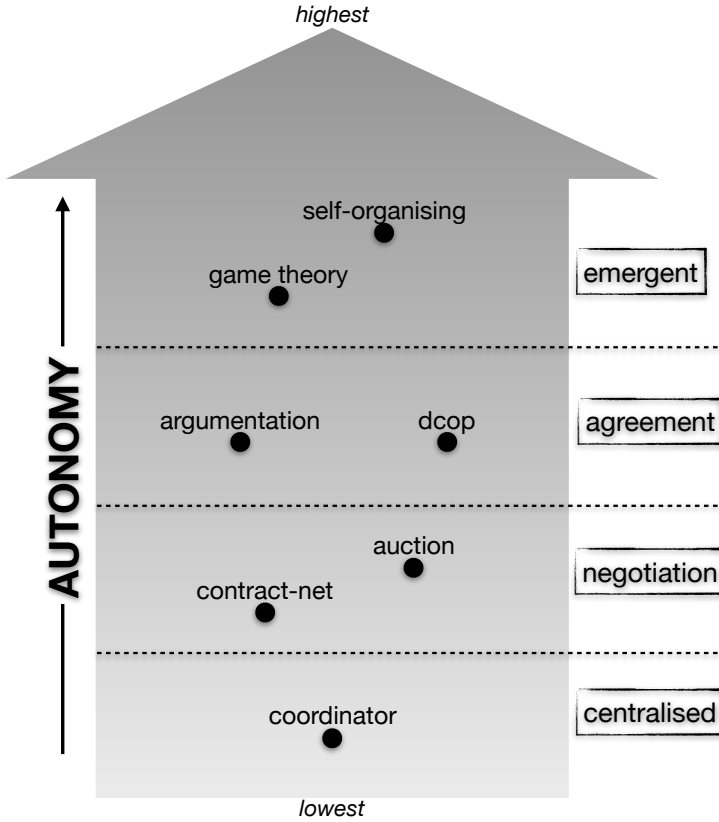 highest
self-organising
game theory
emergent
AUTONOMY
argumentation
dcop
agreement
auction
contract-net
negotiation
coordinator
centralised
lowest